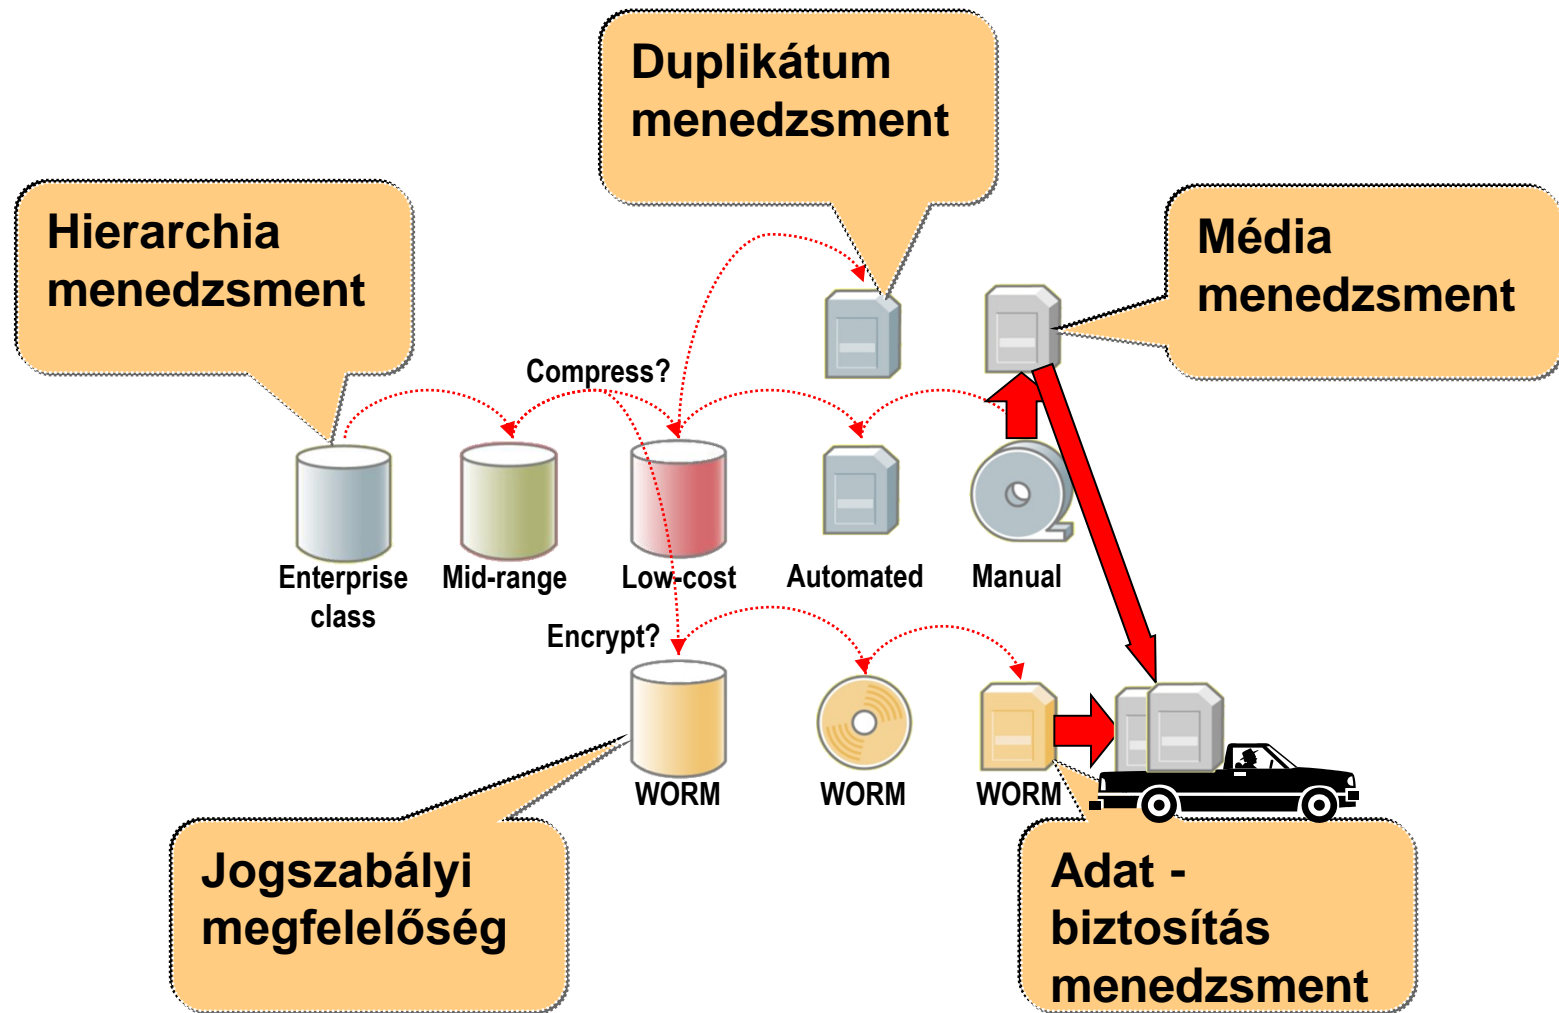 Duplikátum
menedzsment
Hierarchia
menedzsment
Média
menedzsment
Compress?
Enterprise
class
Mid-range
Low-cost
Automated
Manual
Encrypt?
WORM
WORM
WORM
Jogszabályi
megfelelőség
Adat -
biztosítás
menedzsment